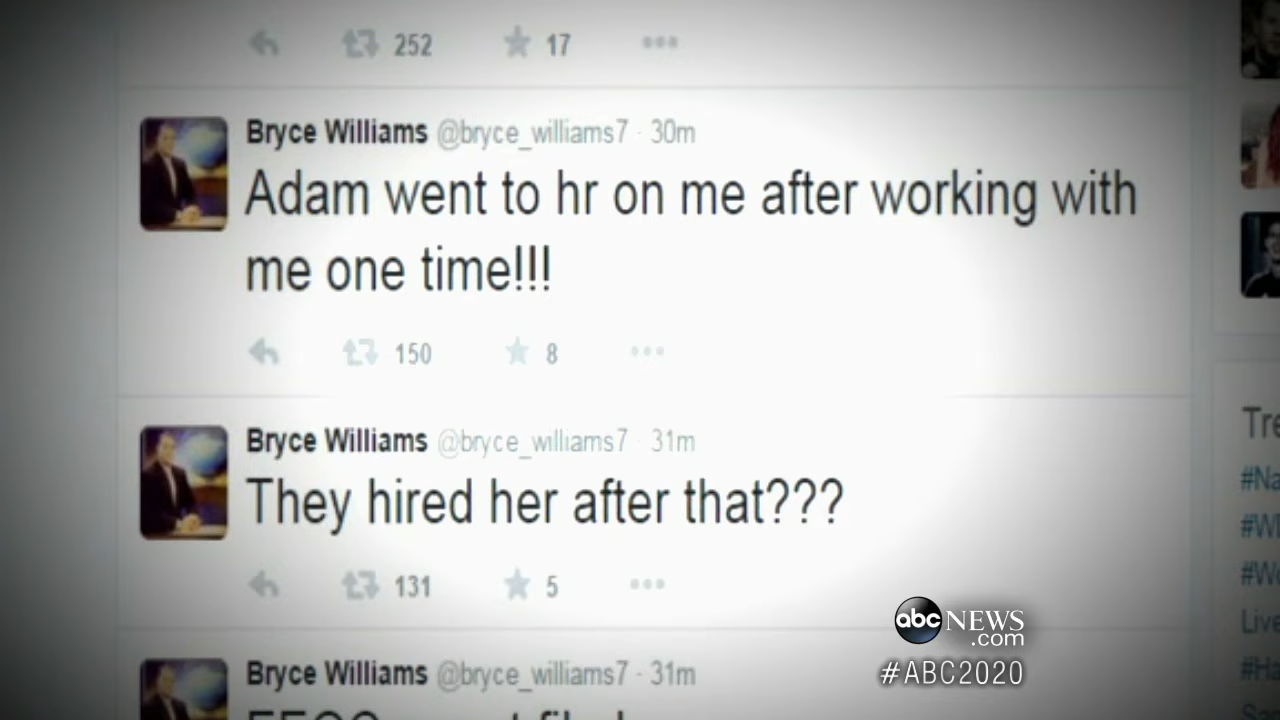 252 17
Bryce Williams @bryce_williams7 · 30m
Adam went to hr on me after working with
me one time!!!
150 8
Bryce Williams @bryce_williams7 · 31m
They hired her after that???
131 5
Bryce Williams @bryce_williams7 · 31m
abc NEWS
.com
#ABC2020